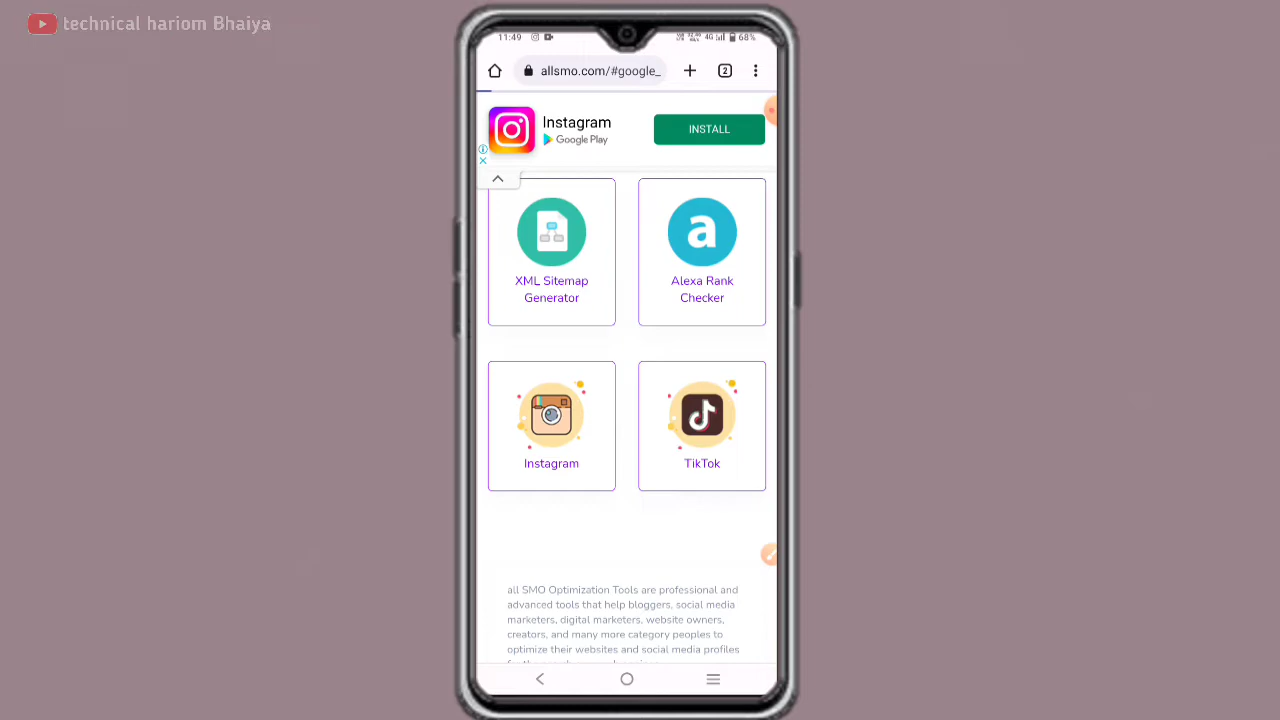 technical hariom Bhaiya
11:49
4G
68%
allsmo.com/#google_
2
Instagram
Google Play
INSTALL
XML Sitemap
Generator
a
Alexa Rank
Checker
Instagram
TikTok
all SMO Optimization Tools are professional and
advanced tools that help bloggers, social media
marketers, digital marketers, website owners,
creators, and many more category peoples to
optimize their websites and social media profiles